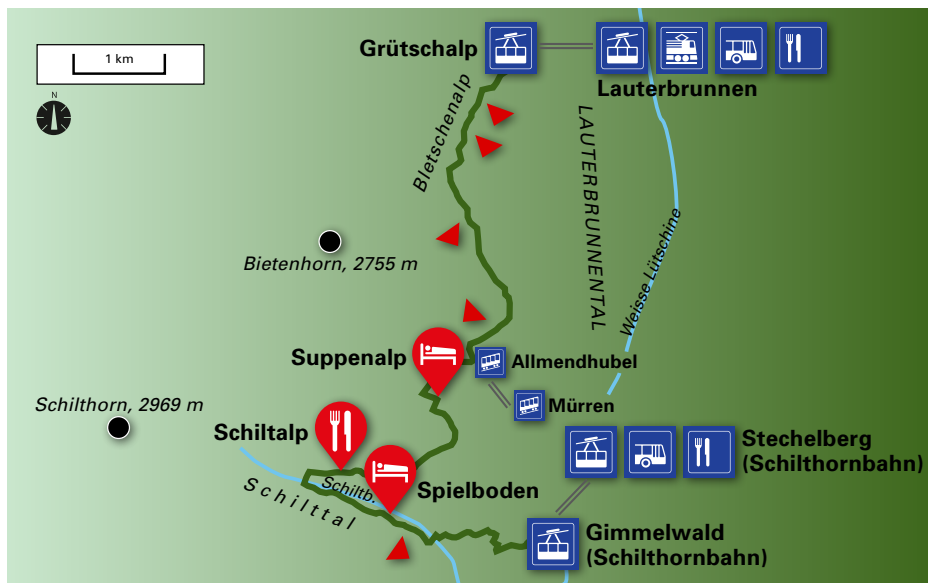 Grütschalp
1 km
N
Lauterbrunnen
Bletschenalp
LAUTERBRUNNENTAL
Weisse Lütschine
Bietenhorn, 2755 m
Suppenalp
Allmendhubel
Mürren
Schilthorn, 2969 m
Schiltalp
Stechelberg
(Schilthornbahn)
Spielboden
Schiltb.
Schilttal
Gimmelwald
(Schilthornbahn)